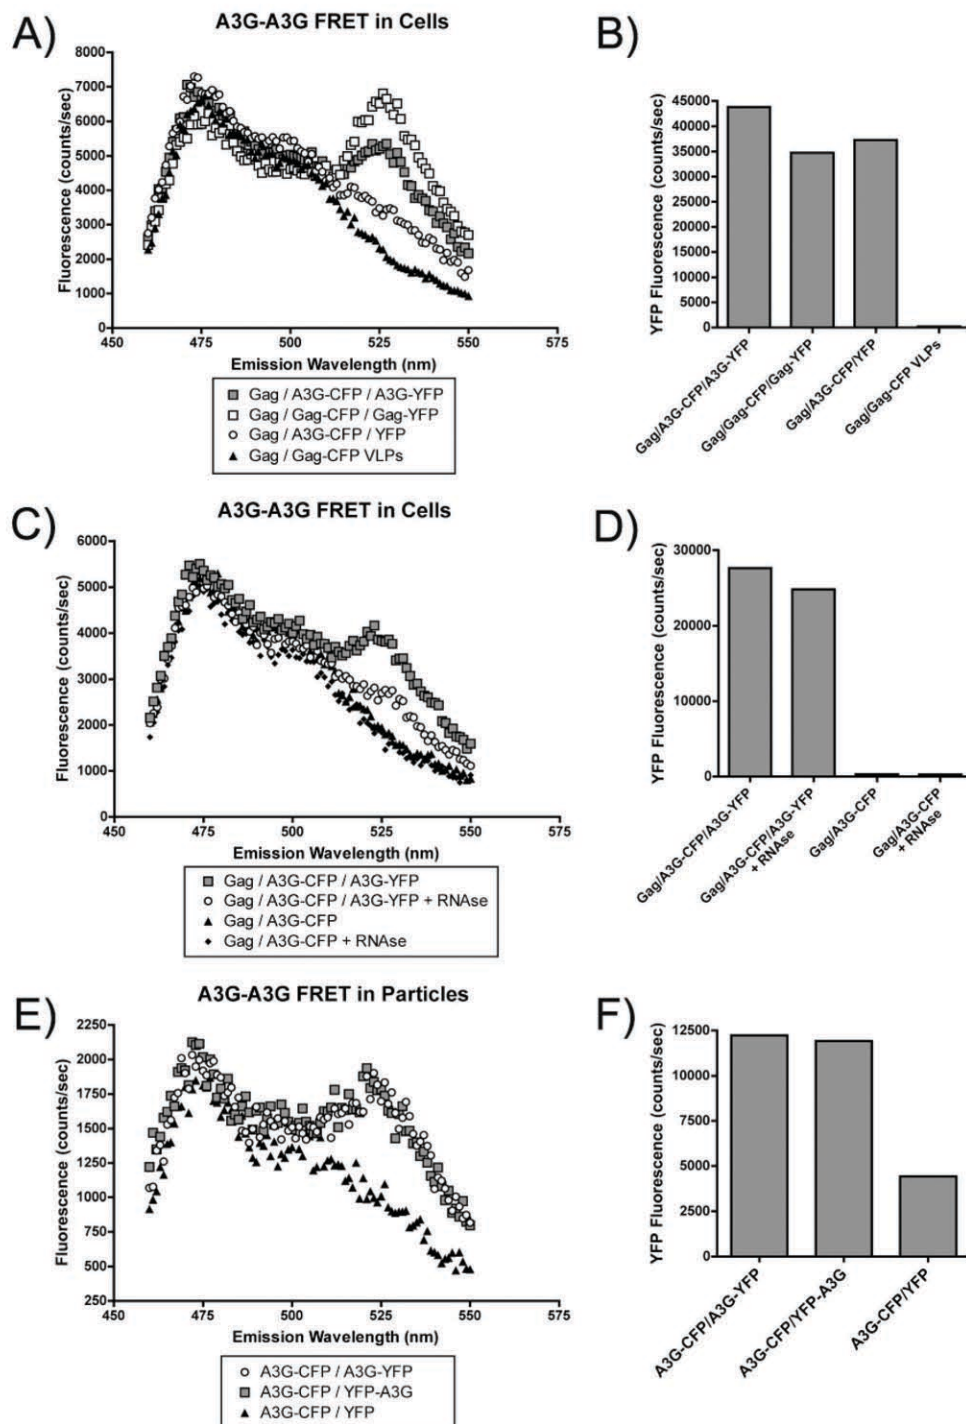 A)
A3G-A3G FRET in Cells
Fluorescence (counts/sec)
8000
7000
6000
5000
4000
3000
2000
1000
0
450 475 500 525 550 575
Emission Wavelength (nm)
Gag / A3G-CFP / A3G-YFP
Gag / Gag-CFP / Gag-YFP
Gag / A3G-CFP / YFP
Gag / Gag-CFP VLPs
B)
YFP Fluorescence (counts/sec)
45000
40000
35000
30000
25000
20000
15000
10000
5000
0
Gag/A3G-CFP/A3G-YFP
Gag/Gag-CFP/Gag-YFP
Gag/A3G-CFP/YFP
Gag/Gag-CFP VLPs
C)
A3G-A3G FRET in Cells
Fluorescence (counts/sec)
6000
5000
4000
3000
2000
1000
0
450 475 500 525 550 575
Emission Wavelength (nm)
Gag / A3G-CFP / A3G-YFP
Gag / A3G-CFP / A3G-YFP + RNAse
Gag / A3G-CFP
Gag / A3G-CFP + RNAse
D)
YFP Fluorescence (counts/sec)
30000
20000
10000
0
Gag/A3G-CFP/A3G-YFP
Gag/A3G-CFP/A3G-YFP
+ RNAse
Gag/A3G-CFP
Gag/A3G-CFP
+ RNAse
E)
A3G-A3G FRET in Particles
Fluorescence (counts/sec)
2250
2000
1750
1500
1250
1000
750
500
250
450 475 500 525 550 575
Emission Wavelength (nm)
A3G-CFP / A3G-YFP
A3G-CFP / YFP-A3G
A3G-CFP / YFP
F)
YFP Fluorescence (counts/sec)
12500
10000
7500
5000
2500
0
A3G-CFP/A3G-YFP
A3G-CFP/YFP-A3G
A3G-CFP/YFP